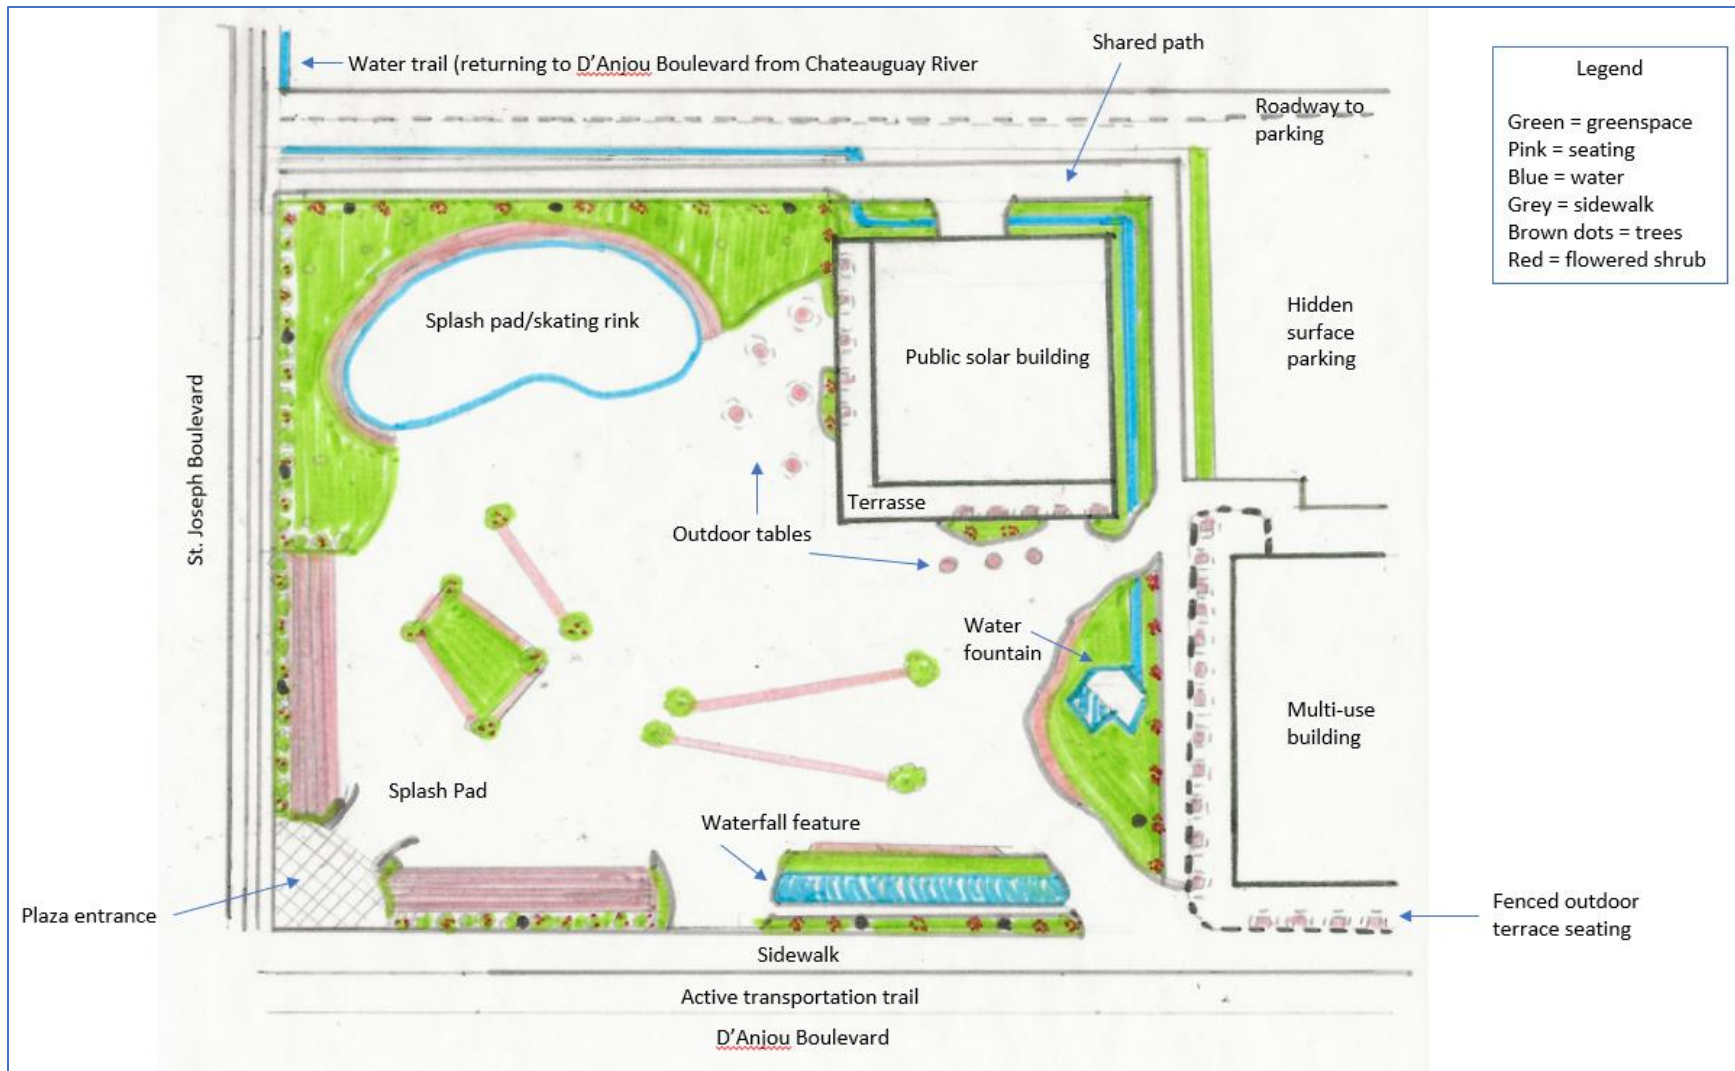 Shared path
Water trail (returning to D’Anjou Boulevard from Chateauguay River
Legend
Green = greenspace
Pink = seating
Blue = water
Grey = sidewalk
Brown dots = trees
Red = flowered shrub
Roadway to
parking
Hidden
surface
parking
Splash pad/skating rink
Public solar building
St. Joseph Boulevard
Terrasse
Outdoor tables
Water
fountain
Multi-use
building
Splash Pad
Waterfall feature
Plaza entrance
Fenced outdoor
terrace seating
Sidewalk
Active transportation trail
D’Anjou Boulevard